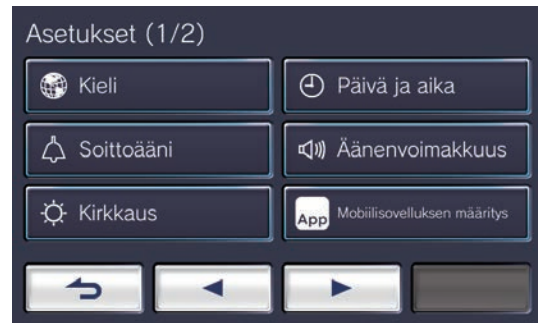 Asetukset (1/2)
Kieli
Päivä ja aika
Soittoääni
Äänenvoimakkuus
Kirkkaus
App Mobiilisovelluksen määritys